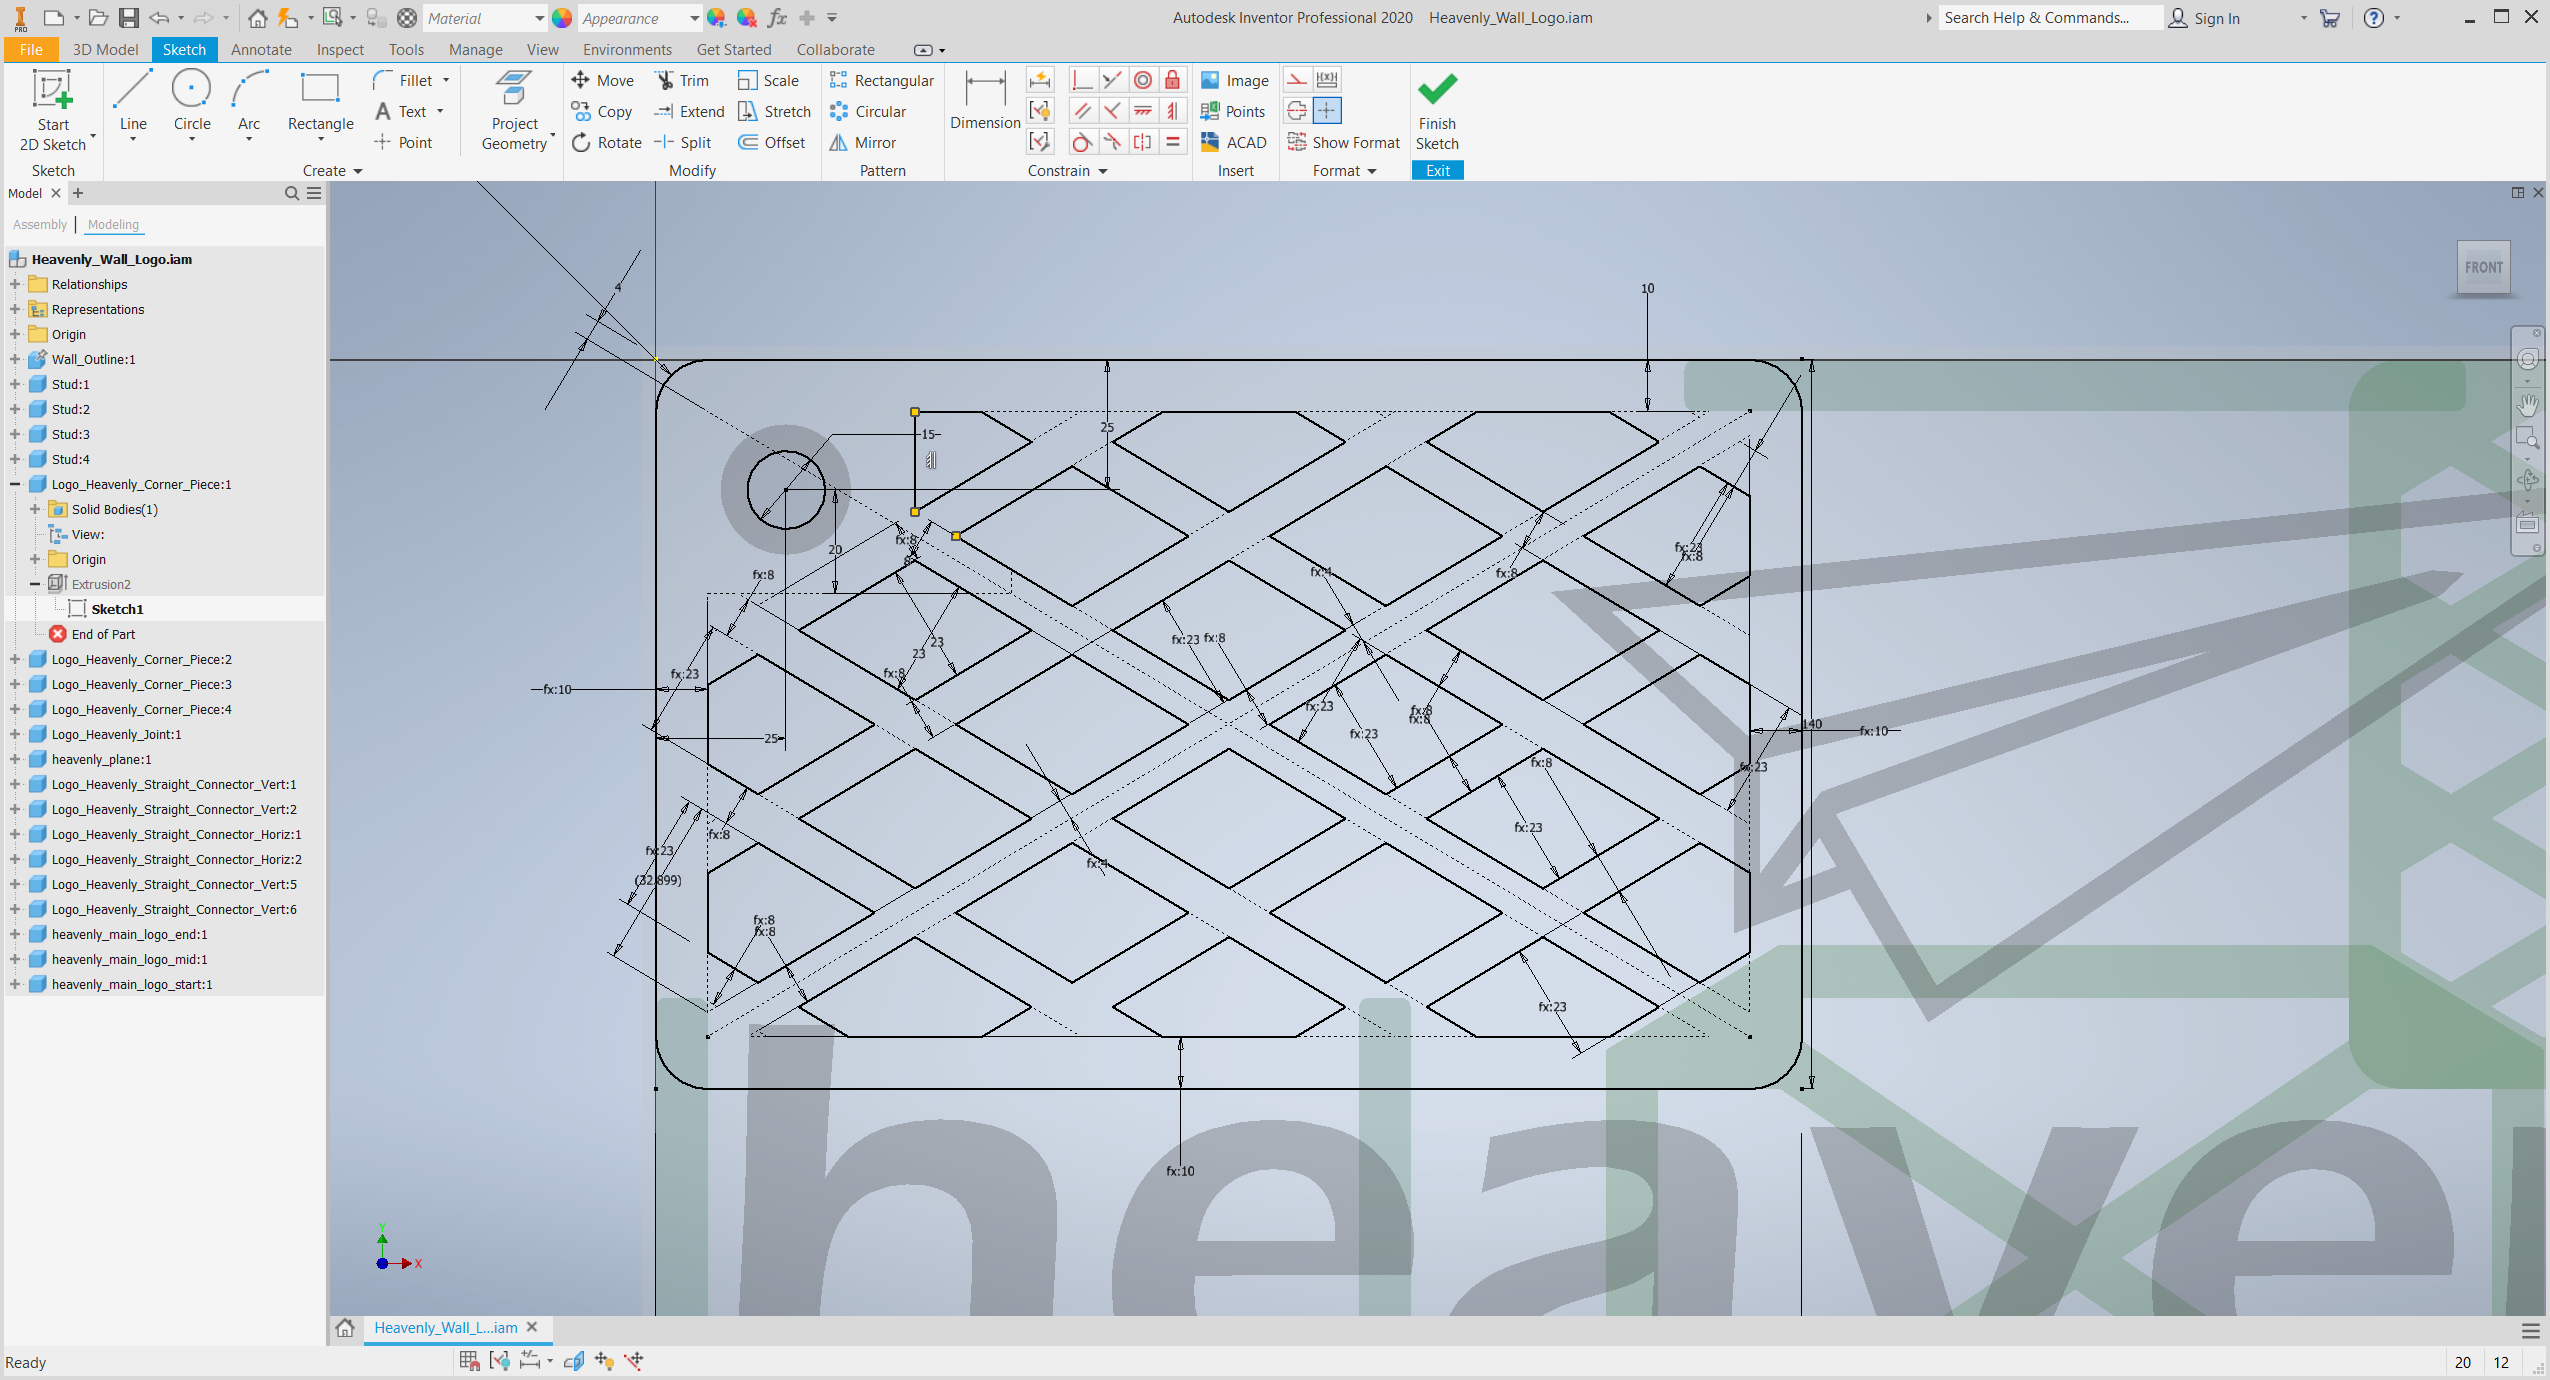 Material
Appearance
Autodesk Inventor Professional 2020 Heavenly_Wall_Logo.iam
Search Help & Commands...
Sign In
PRO
File 3D Model Sketch Annotate Inspect Tools Manage View Environments Get Started Collaborate
Start
2D Sketch
Line
Circle
Arc
Rectangle
Fillet
Text
Point
Project
Geometry
Move
Copy
Rotate
Trim
Extend
Split
Scale
Stretch
Offset
Rectangular
Circular
Mirror
Dimension
Image
Points
ACAD
Show Format
Finish
Sketch
Sketch Create Modify Pattern Constrain Insert Format Exit
Model
Assembly | Modeling
Heavenly_Wall_Logo.iam
Relationships
Representations
Origin
Wall_Outline:1
Stud:1
Stud:2
Stud:3
Stud:4
Logo_Heavenly_Corner_Piece:1
Solid Bodies(1)
View:
Origin
Extrusion2
Sketch1
End of Part
Logo_Heavenly_Corner_Piece:2
Logo_Heavenly_Corner_Piece:3
Logo_Heavenly_Corner_Piece:4
Logo_Heavenly_Joint:1
heavenly_plane:1
Logo_Heavenly_Straight_Connector_Vert:1
Logo_Heavenly_Straight_Connector_Vert:2
Logo_Heavenly_Straight_Connector_Horiz:1
Logo_Heavenly_Straight_Connector_Horiz:2
Logo_Heavenly_Straight_Connector_Vert:5
Logo_Heavenly_Straight_Connector_Vert:6
heavenly_main_logo_end:1
heavenly_main_logo_mid:1
heavenly_main_logo_start:1
FRONT
4
10
25
15
20
fx:8
8
fx:8
fx:4
fx:8
fx:23
fx:8
23
23
fx:23 fx:8
fx:23
fx:8
fx:10
25
fx:23
fx:8
fx:8
fx:23
140
fx:10
fx:8
fx:23
fx:23
fx:8
fx:23
fx:4
(32.899)
fx:8
fx:8
fx:23
fx:10
heave
Y
X
Heavenly_Wall_L...iam
Ready
20 12